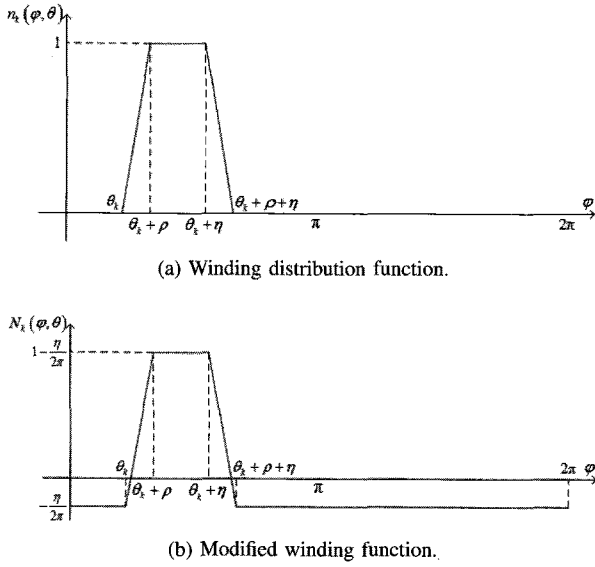 n_k(φ,θ)
1
θ_k
θ_k + ρ
θ_k + η
θ_k + ρ + η
π
2π
φ
(a) Winding distribution function.
N_k(φ,θ)
1 - η/2π
θ_k
θ_k + ρ
θ_k + η
θ_k + ρ + η
π
2π
φ
-η/2π
(b) Modified winding function.